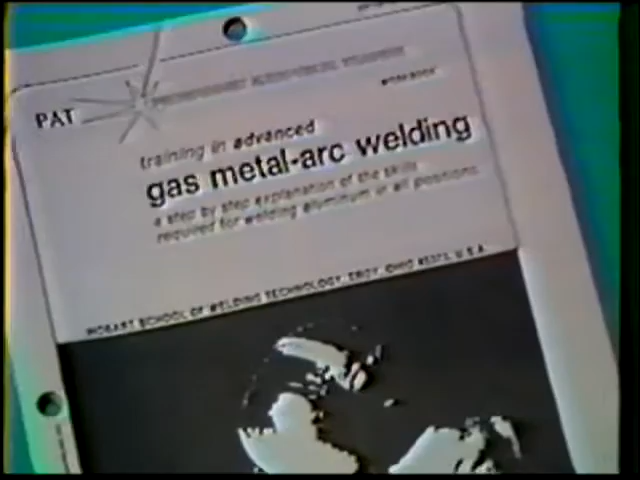 PAT
training in advanced
gas metal-arc welding
a step by step explanation of the skills
required for welding aluminum in all positions
HOBART SCHOOL OF WELDING TECHNOLOGY, TROY, OHIO 45373, U.S.A.